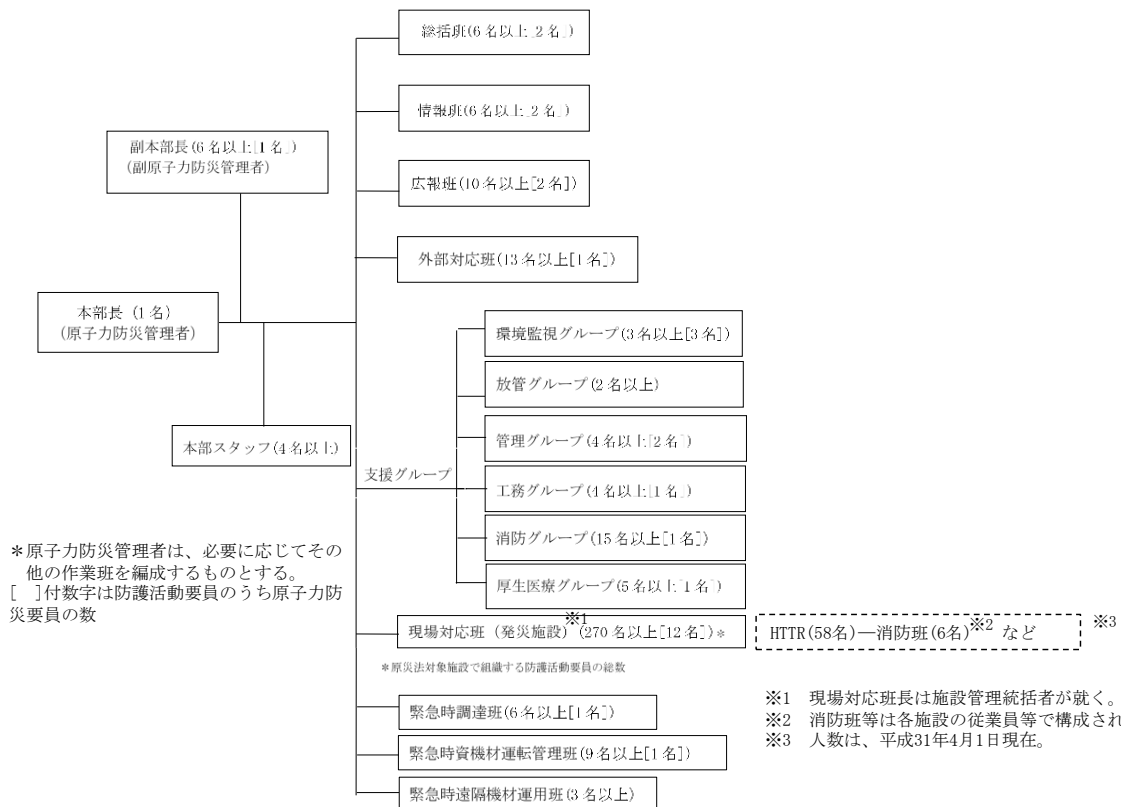 総括班(6名以上[2名])
情報班(6名以上[2名])
副本部長(6名以上[1名])
(副原子力防災管理者)
広報班(10名以上[2名])
外部対応班(13名以上[1名])
本部長(1名)
(原子力防災管理者)
環境監視グループ(3名以上[3名])
放管グループ(2名以上)
本部スタッフ(4名以上)
管理グループ(4名以上[2名])
支援グループ
工務グループ(4名以上[1名])
消防グループ(15名以上[1名])
厚生医療グループ(5名以上[1名])
*原子力防災管理者は、必要に応じてその
他の作業班を編成するものとする。
[ ]付数字は防護活動要員のうち原子力防
災要員の数
現場対応班(発災施設)※1(270名以上[12名])*
HTTR(58名)―消防班(6名)※2 など
※3
*原災法対象施設で組織する防護活動要員の総数
緊急時調達班(6名以上[1名])
緊急時資機材運転管理班(9名以上[1名])
緊急時遠隔機材運用班(3名以上)
※1 現場対応班長は施設管理統括者が就く。
※2 消防班等は各施設の従業員等で構成され
※3 人数は、平成31年4月1日現在。